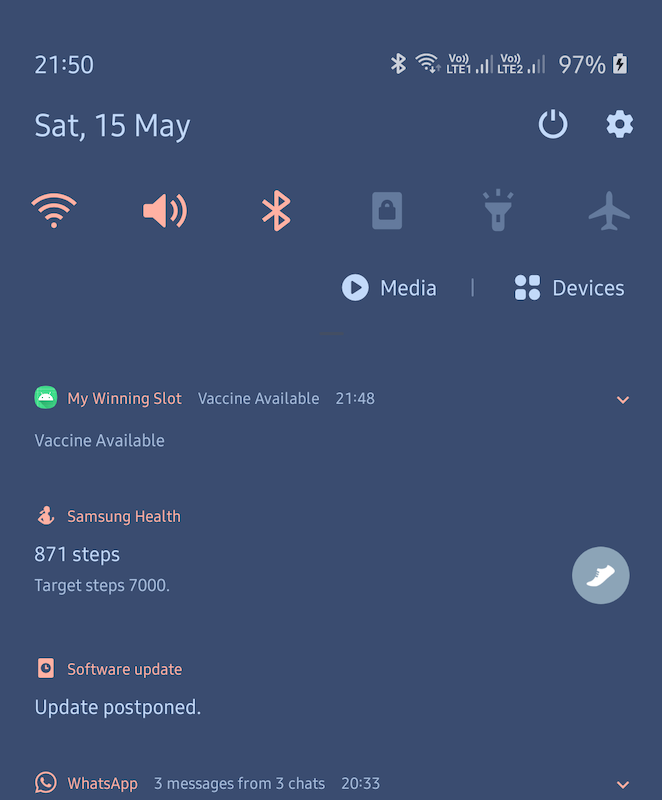 21:50 Vo)) LTE1 Vo)) LTE2 97%
Sat, 15 May
Media | Devices
My Winning Slot Vaccine Available 21:48
Vaccine Available
Samsung Health
871 steps
Target steps 7000.
Software update
Update postponed.
WhatsApp 3 messages from 3 chats 20:33